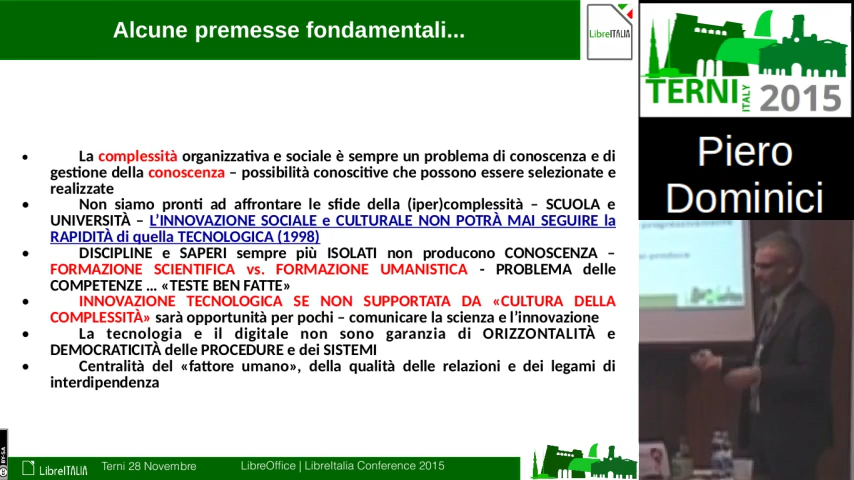 Alcune premesse fondamentali...
LibreITALIA
TERNI
ITALY
2015
Piero
Dominici
• La complessità organizzativa e sociale è sempre un problema di conoscenza e di
gestione della conoscenza – possibilità conoscitive che possono essere selezionate e
realizzate
• Non siamo pronti ad affrontare le sfide della (iper)complessità – SCUOLA e
UNIVERSITÀ – L'INNOVAZIONE SOCIALE e CULTURALE NON POTRÀ MAI SEGUIRE la
RAPIDITÀ di quella TECNOLOGICA (1998)
• DISCIPLINE e SAPERI sempre più ISOLATI non producono CONOSCENZA –
FORMAZIONE SCIENTIFICA vs. FORMAZIONE UMANISTICA - PROBLEMA delle
COMPETENZE ... «TESTE BEN FATTE»
• INNOVAZIONE TECNOLOGICA SE NON SUPPORTATA DA «CULTURA DELLA
COMPLESSITÀ» sarà opportunità per pochi – comunicare la scienza e l'innovazione
• La tecnologia e il digitale non sono garanzia di ORIZZONTALITÀ e
DEMOCRATICITÀ delle PROCEDURE e dei SISTEMI
• Centralità del «fattore umano», della qualità delle relazioni e dei legami di
interdipendenza
BY-SA
LibreITALIA
Terni 28 Novembre
LibreOffice | LibreItalia Conference 2015